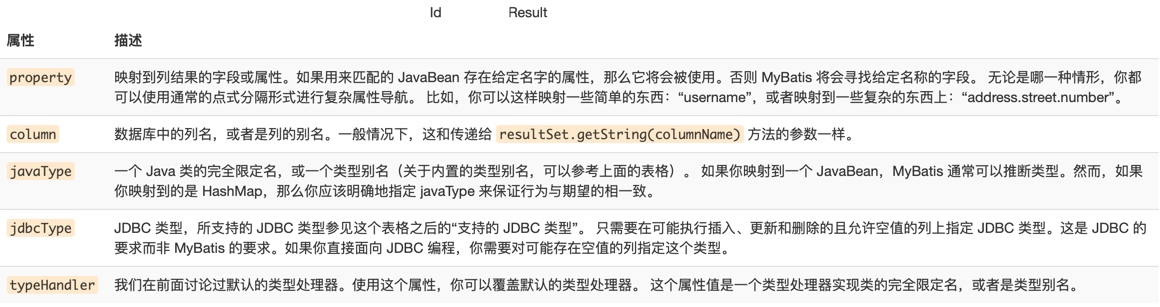 Id Result
属性 描述
property 映射到列结果的字段或属性。如果用来匹配的 JavaBean 存在给定名字的属性，那么它将会被使用。否则 MyBatis 将会寻找给定名称的字段。 无论是哪一种情形，你都
可以使用通常的点式分隔形式进行复杂属性导航。 比如，你可以这样映射一些简单的东西：“username”，或者映射到一些复杂的东西上：“address.street.number”。
column 数据库中的列名，或者是列的别名。一般情况下，这和传递给 resultSet.getString(columnName) 方法的参数一样。
javaType 一个 Java 类的完全限定名，或一个类型别名（关于内置的类型别名，可以参考上面的表格）。 如果你映射到一个 JavaBean，MyBatis 通常可以推断类型。然而，如果
你映射到的是 HashMap，那么你应该明确地指定 javaType 来保证行为与期望的相一致。
jdbcType JDBC 类型，所支持的 JDBC 类型参见这个表格之后的“支持的 JDBC 类型”。 只需要在可能执行插入、更新和删除的且允许空值的列上指定 JDBC 类型。这是 JDBC 的
要求而非 MyBatis 的要求。如果你直接面向 JDBC 编程，你需要对可能存在空值的列指定这个类型。
typeHandler 我们在前面讨论过默认的类型处理器。使用这个属性，你可以覆盖默认的类型处理器。 这个属性值是一个类型处理器实现类的完全限定名，或者是类型别名。